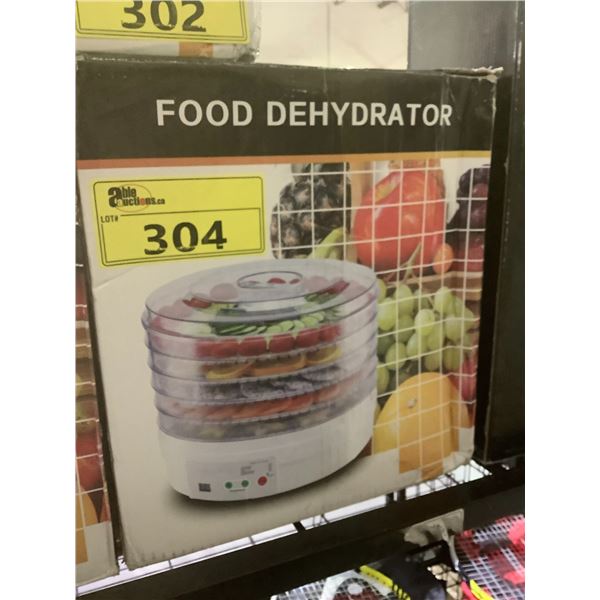 302
FOOD DEHYDRATOR
able
auctions.ca
LOT#
304